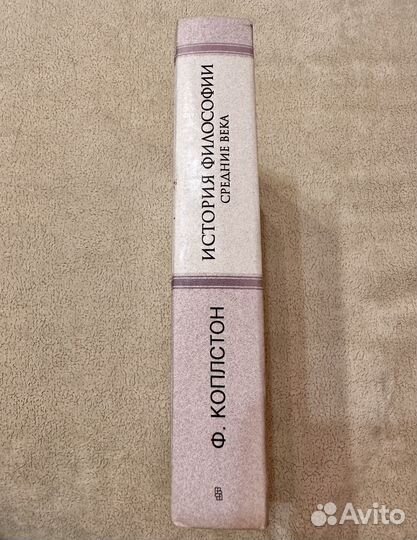 ИСТОРИЯ ФИЛОСОФИИ
СРЕДНИЕ ВЕКА
Ф. КОПЛСТОН
Avito